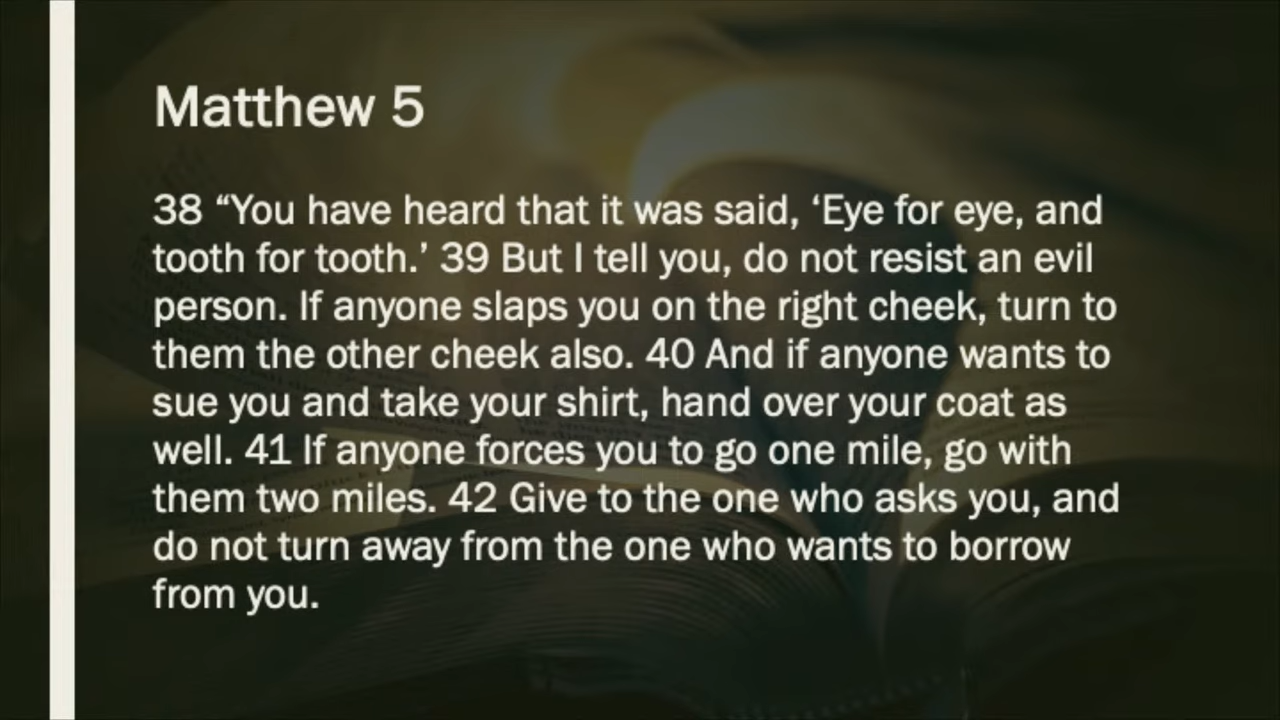 Matthew 5
38 “You have heard that it was said, ‘Eye for eye, and
tooth for tooth.’ 39 But I tell you, do not resist an evil
person. If anyone slaps you on the right cheek, turn to
them the other cheek also. 40 And if anyone wants to
sue you and take your shirt, hand over your coat as
well. 41 If anyone forces you to go one mile, go with
them two miles. 42 Give to the one who asks you, and
do not turn away from the one who wants to borrow
from you.